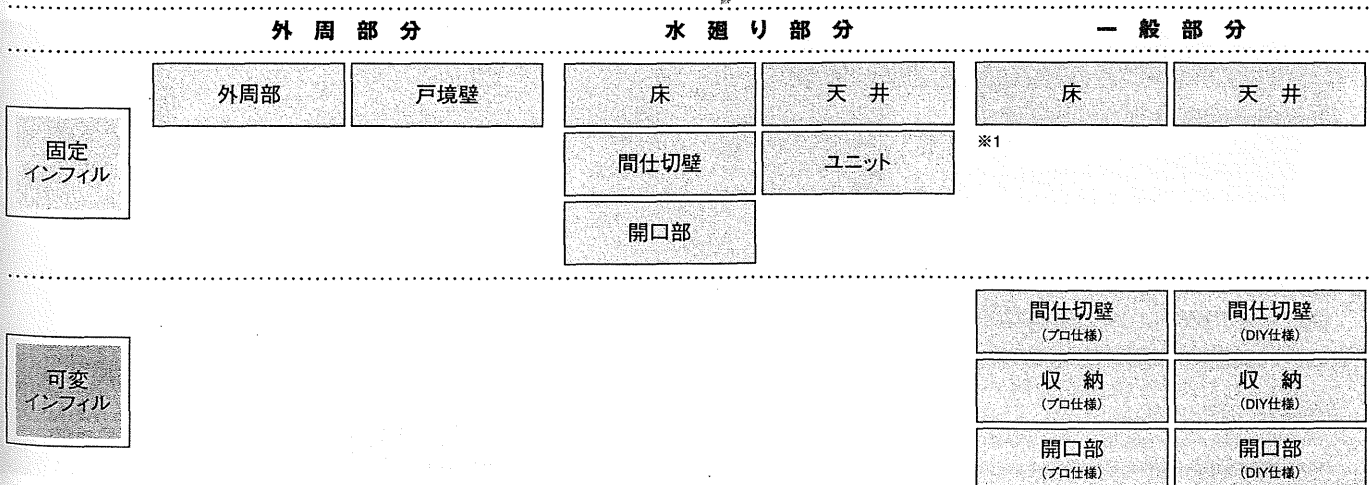 外周部分 水廻り部分 一般部分
固定
インフィル
外周部 戸境壁 床 天井 床 天井
間仕切壁 ユニット ※1
開口部
可変
インフィル
間仕切壁 間仕切壁
(プロ仕様) (DIY仕様)
収納 収納
(プロ仕様) (DIY仕様)
開口部 開口部
(プロ仕様) (DIY仕様)